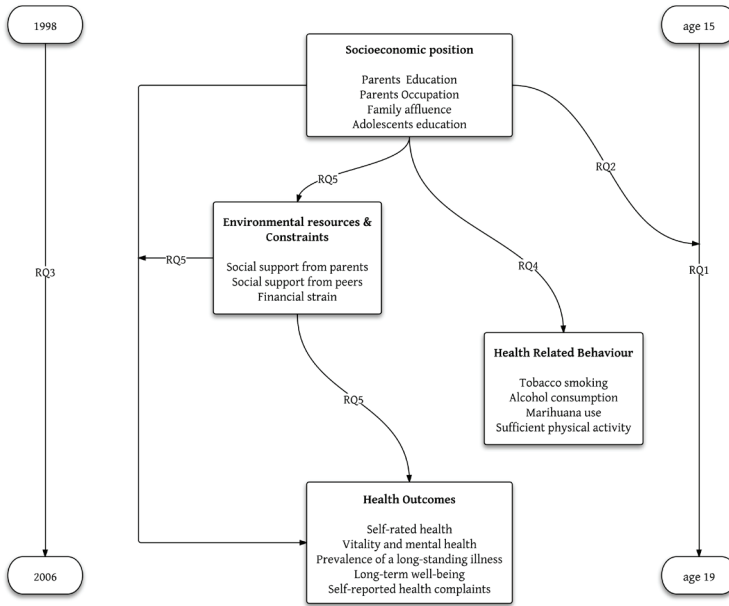 1998
age 15
Socioeconomic position
Parents Education
Parents Occupation
Family affluence
Adolescents education
RQ2
RQ5
Environmental resources &
Constraints
Social support from parents
Social support from peers
Financial strain
RQ5
RQ3
RQ4
RQ1
Health Related Behaviour
Tobacco smoking
Alcohol consumption
Marihuana use
Sufficient physical activity
RQ5
Health Outcomes
Self-rated health
Vitality and mental health
Prevalence of a long-standing illness
Long-term well-being
Self-reported health complaints
2006
age 19